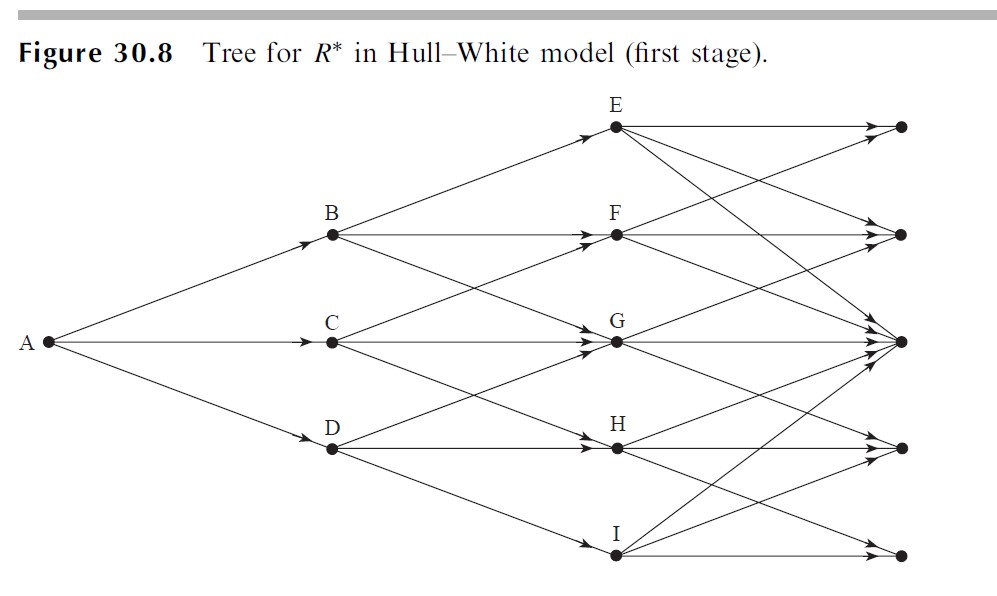 Figure 30.8 Tree for R* in Hull–White model (first stage).
E
B
F
A
C
G
D
H
I